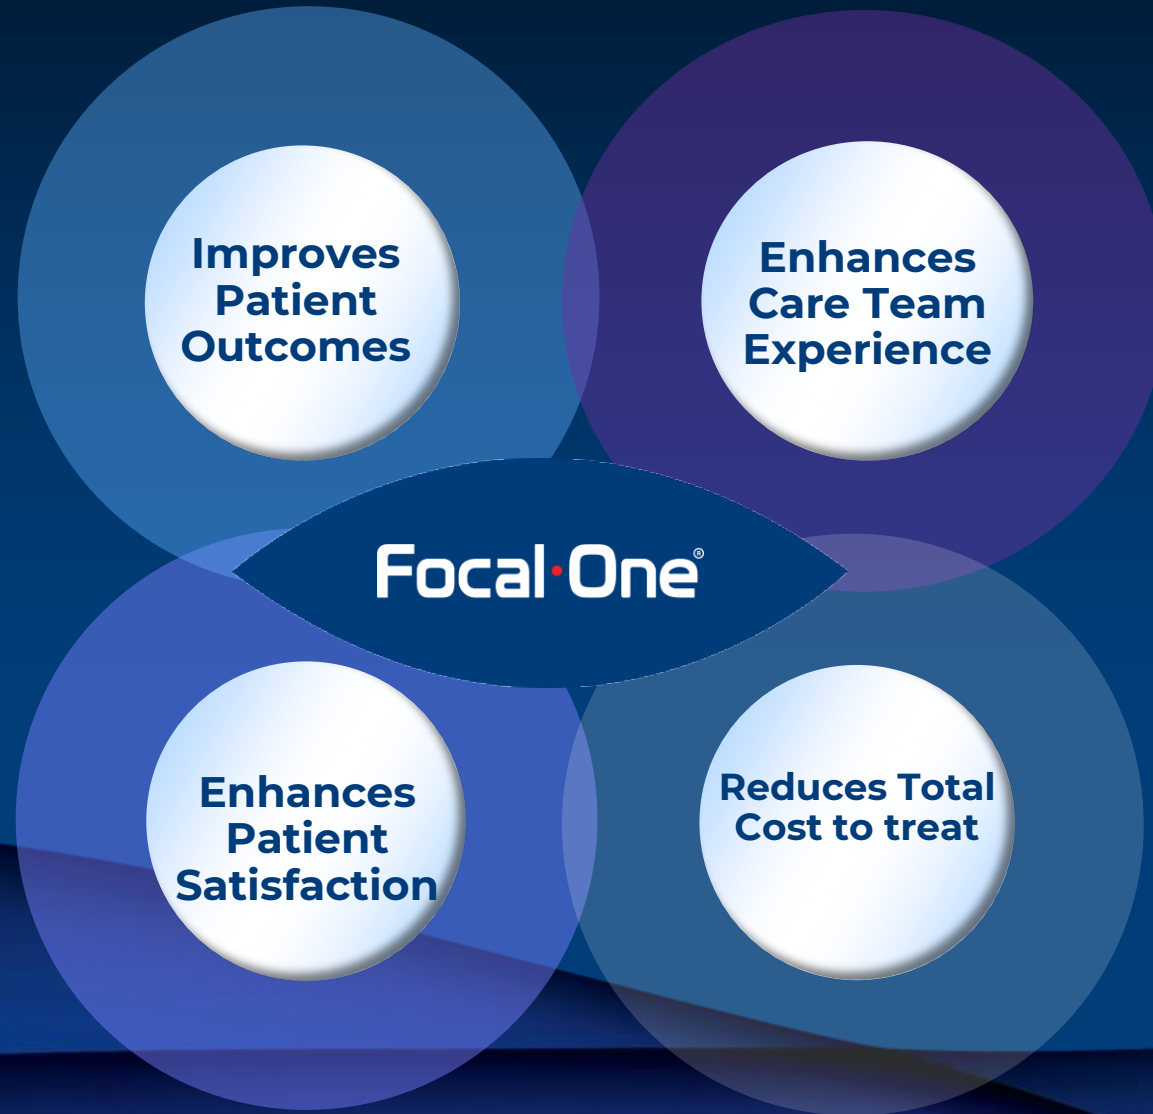 Improves
Patient
Outcomes
Enhances
Care Team
Experience
Focal·One®
Enhances
Patient
Satisfaction
Reduces Total
Cost to treat